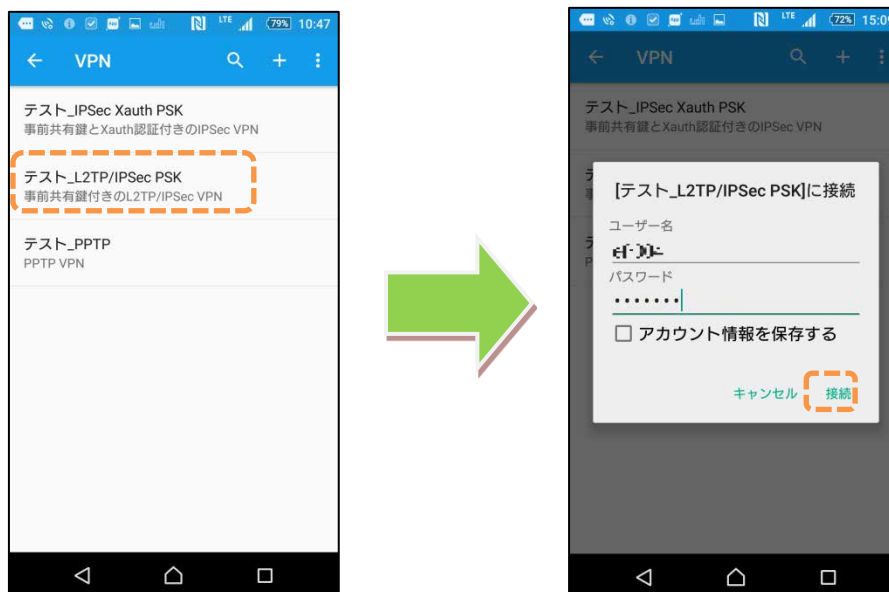 79% 10:47
LTE
VPN
テスト_IPSec Xauth PSK
事前共有鍵とXauth認証付きのIPSec VPN
テスト_L2TP/IPSec PSK
事前共有鍵付きのL2TP/IPSec VPN
テスト_PPTP
PPTP VPN
LTE
72% 15:09
VPN
テスト_IPSec Xauth PSK
事前共有鍵とXauth認証付きのIPSec VPN
[テスト_L2TP/IPSec PSK]に接続
ユーザー名
パスワード
アカウント情報を保存する
キャンセル 接続